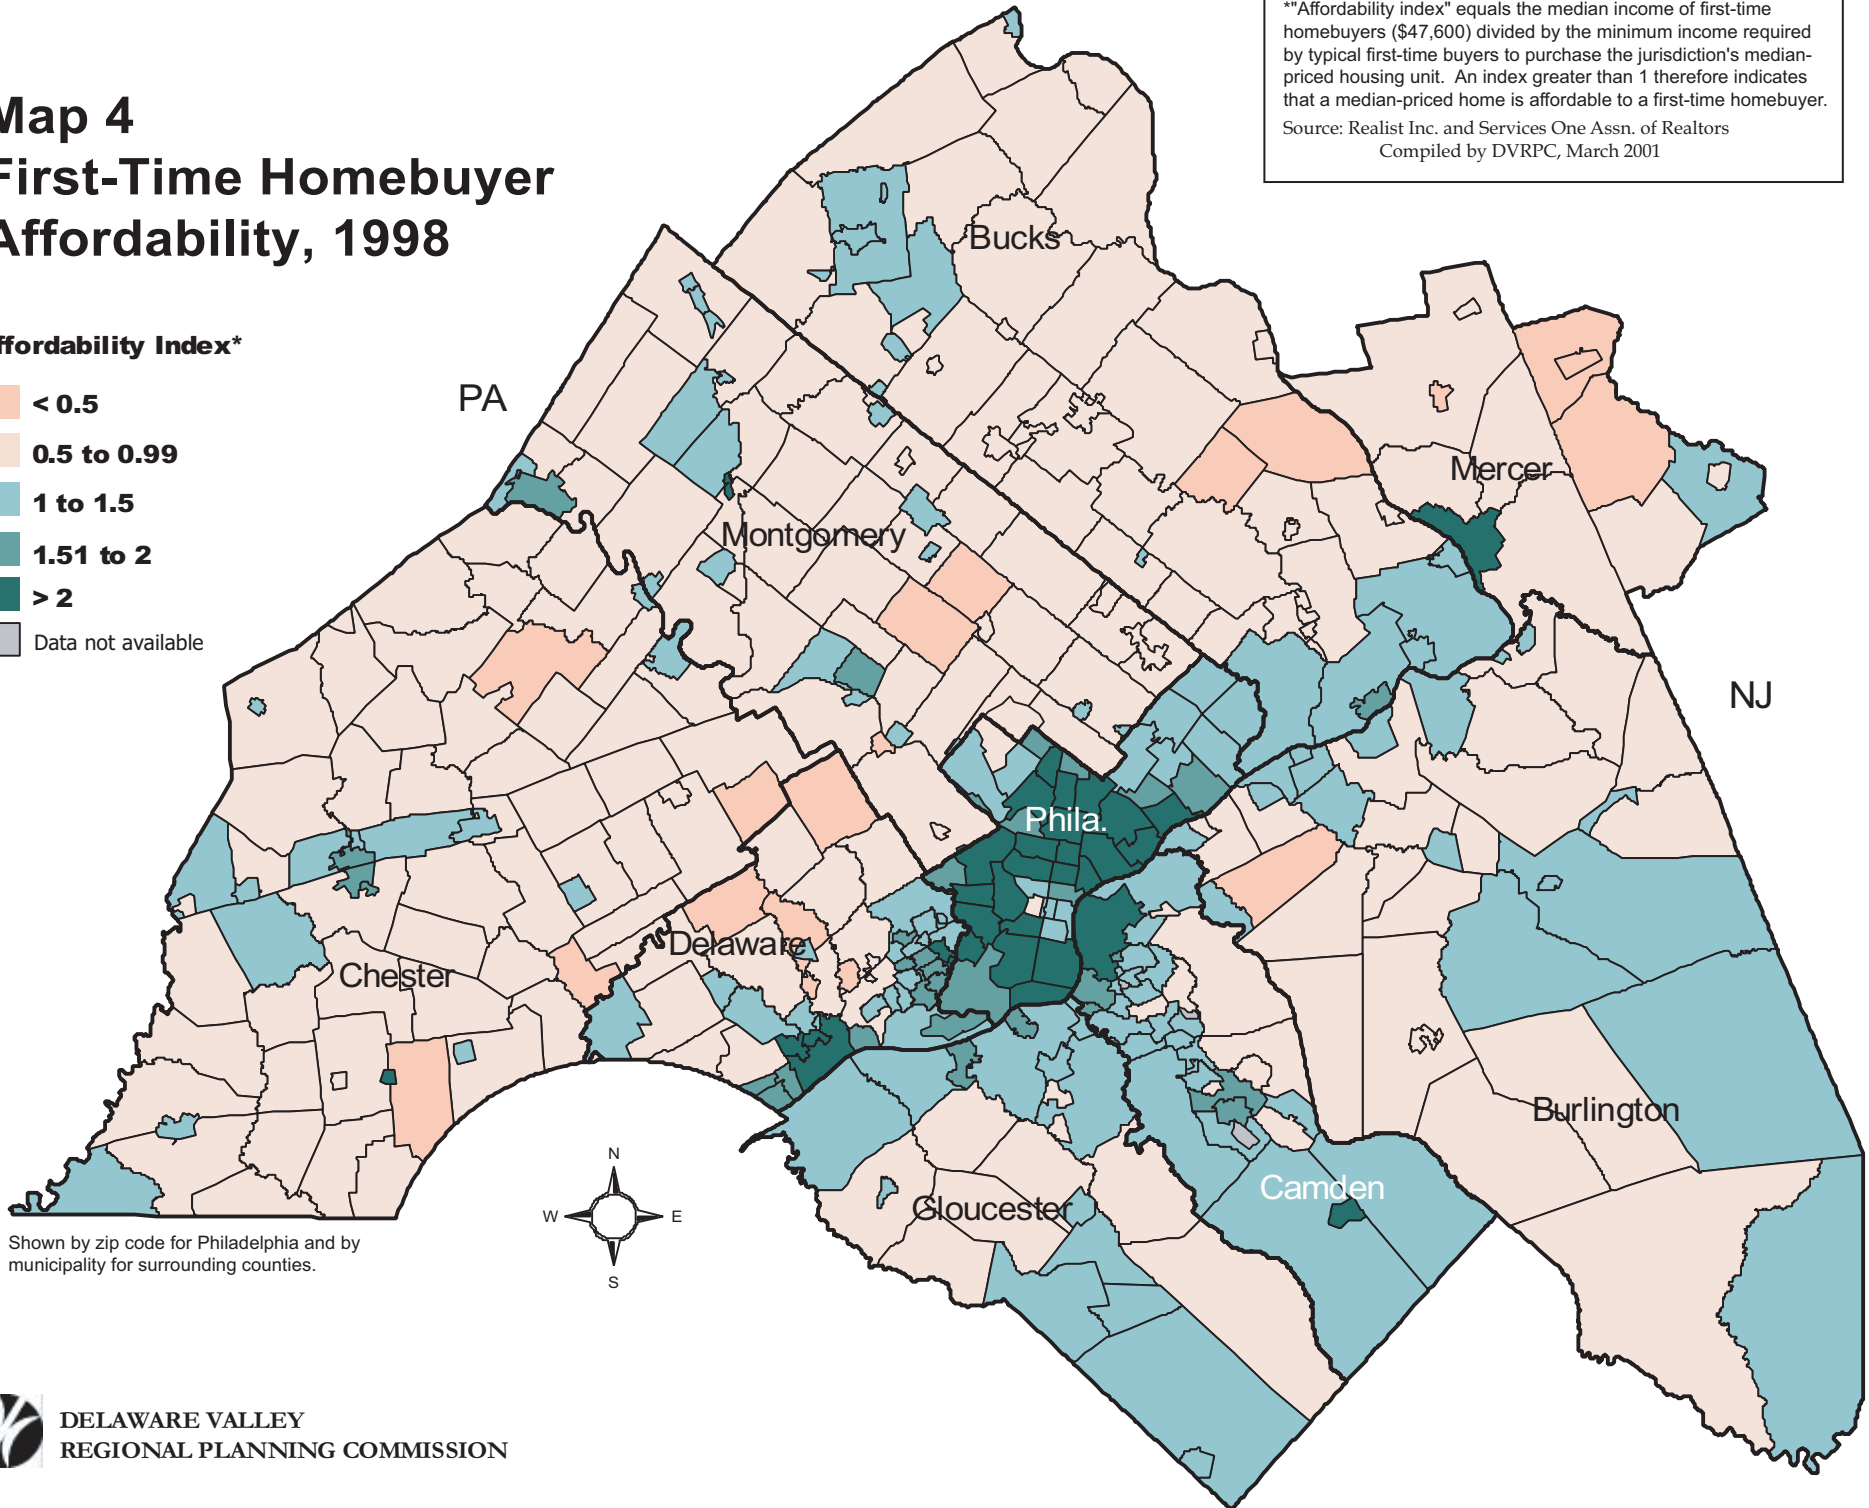 *"Affordability index" equals the median income of first-time
homebuyers ($47,600) divided by the minimum income required
by typical first-time buyers to purchase the jurisdiction's median-
priced housing unit. An index greater than 1 therefore indicates
that a median-priced home is affordable to a first-time homebuyer.
Source: Realist Inc. and Services One Assn. of Realtors
Compiled by DVRPC, March 2001
Map 4
First-Time Homebuyer
Affordability, 1998
ffordability Index*
< 0.5
0.5 to 0.99
1 to 1.5
1.51 to 2
> 2
Data not available
PA
Bucks
Mercer
Montgomery
NJ
Phila.
Delaware
Chester
Burlington
Camden
Gloucester
N
W
E
S
Shown by zip code for Philadelphia and by
municipality for surrounding counties.
DELAWARE VALLEY
REGIONAL PLANNING COMMISSION